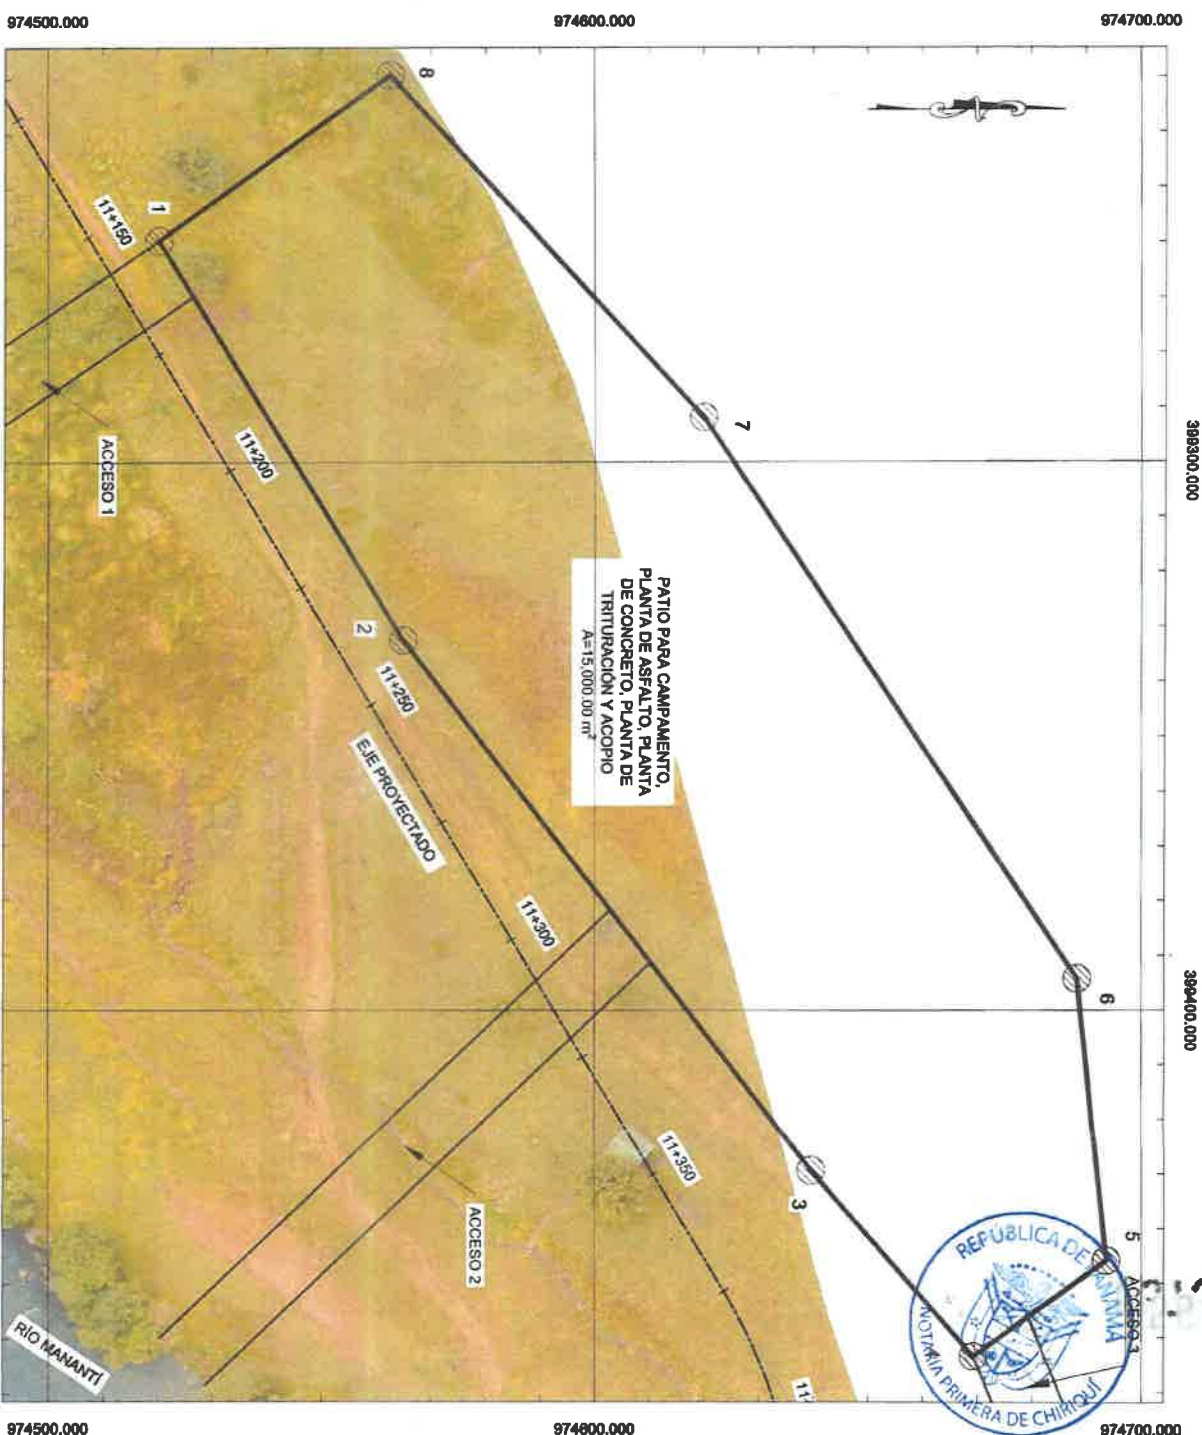 974500.000
974600.000
974700.000
8
1
11+150
ACCESO 1
11+200
7
399300.000
PATIO PARA CAMPAMENTO,
PLANTA DE ASFALTO, PLANTA
DE CONCRETO, PLANTA DE
TRITURACIÓN Y ACOPIO
A=15,000.00 m²
2
11+250
EJE PROYECTADO
11+300
6
399400.000
11+350
ACCESO 2
3
5
ACCESO 3
REPÚBLICA DE PANAMÁ
NOTARIA PRIMERA DE CHIRIQUÍ
RÍO MANANTÍ
974500.000
974600.000
974700.000